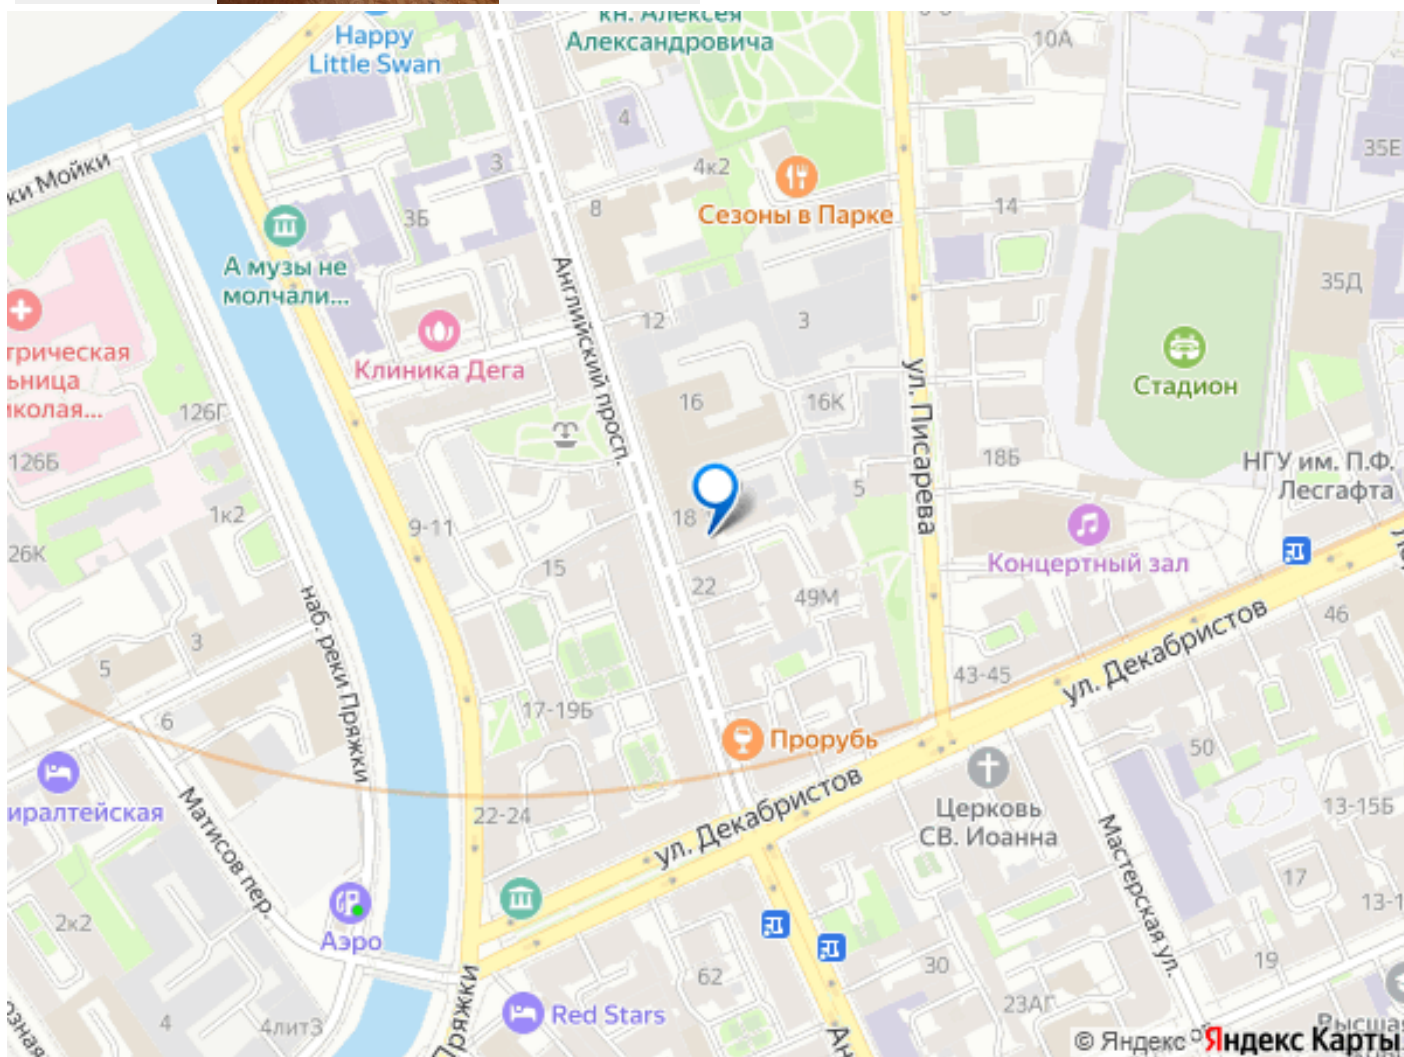 кн. Алексея
Александровича
10А
Happy
Little Swan
4
35Е
3
4к2
ки Мойки
8
3Б
Сезоны в Парке
14
А музы не
молчали...
Английский просп.
35Д
12
3
трическая
ьница
иколая...
Клиника Дега
ул. Писарева
Стадион
126Г
16
16К
126Б
18Б
НГУ им. П.Ф.
Лесгафта
1к2
9-11
18
5
26К
15
Концертный зал
наб. реки Пряжки
22
49М
46
3
5
43-45
ул. Декабристов
6
17-19Б
Прорубь
50
иралтейская
Матисов пер.
22-24
ул. Декабристов
Церковь
СВ. Иоанна
13-15Б
Мастерская ул.
17
13-1
2к2
Аэро
62
30
19
23АГ
Пряжки
Red Stars
4
4литЗ
озная
Ан
Высшая
© Яндекс
Яндекс Карты